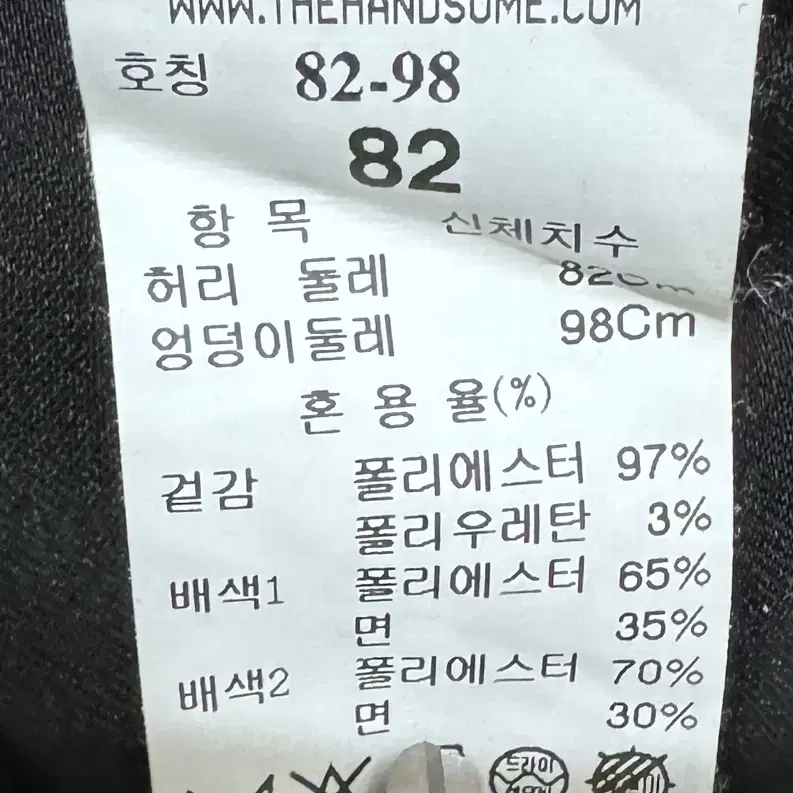 WWW.THEHANDSOME.COM
호칭 82-98
82
항 목 신체치수
허리 둘레
엉덩이둘레 98Cm
혼 용 율(%)
겉감 폴리에스터 97%
폴리우레탄 3%
배색1 폴리에스터 65%
면 35%
배색2 폴리에스터 70%
면 30%
드라이